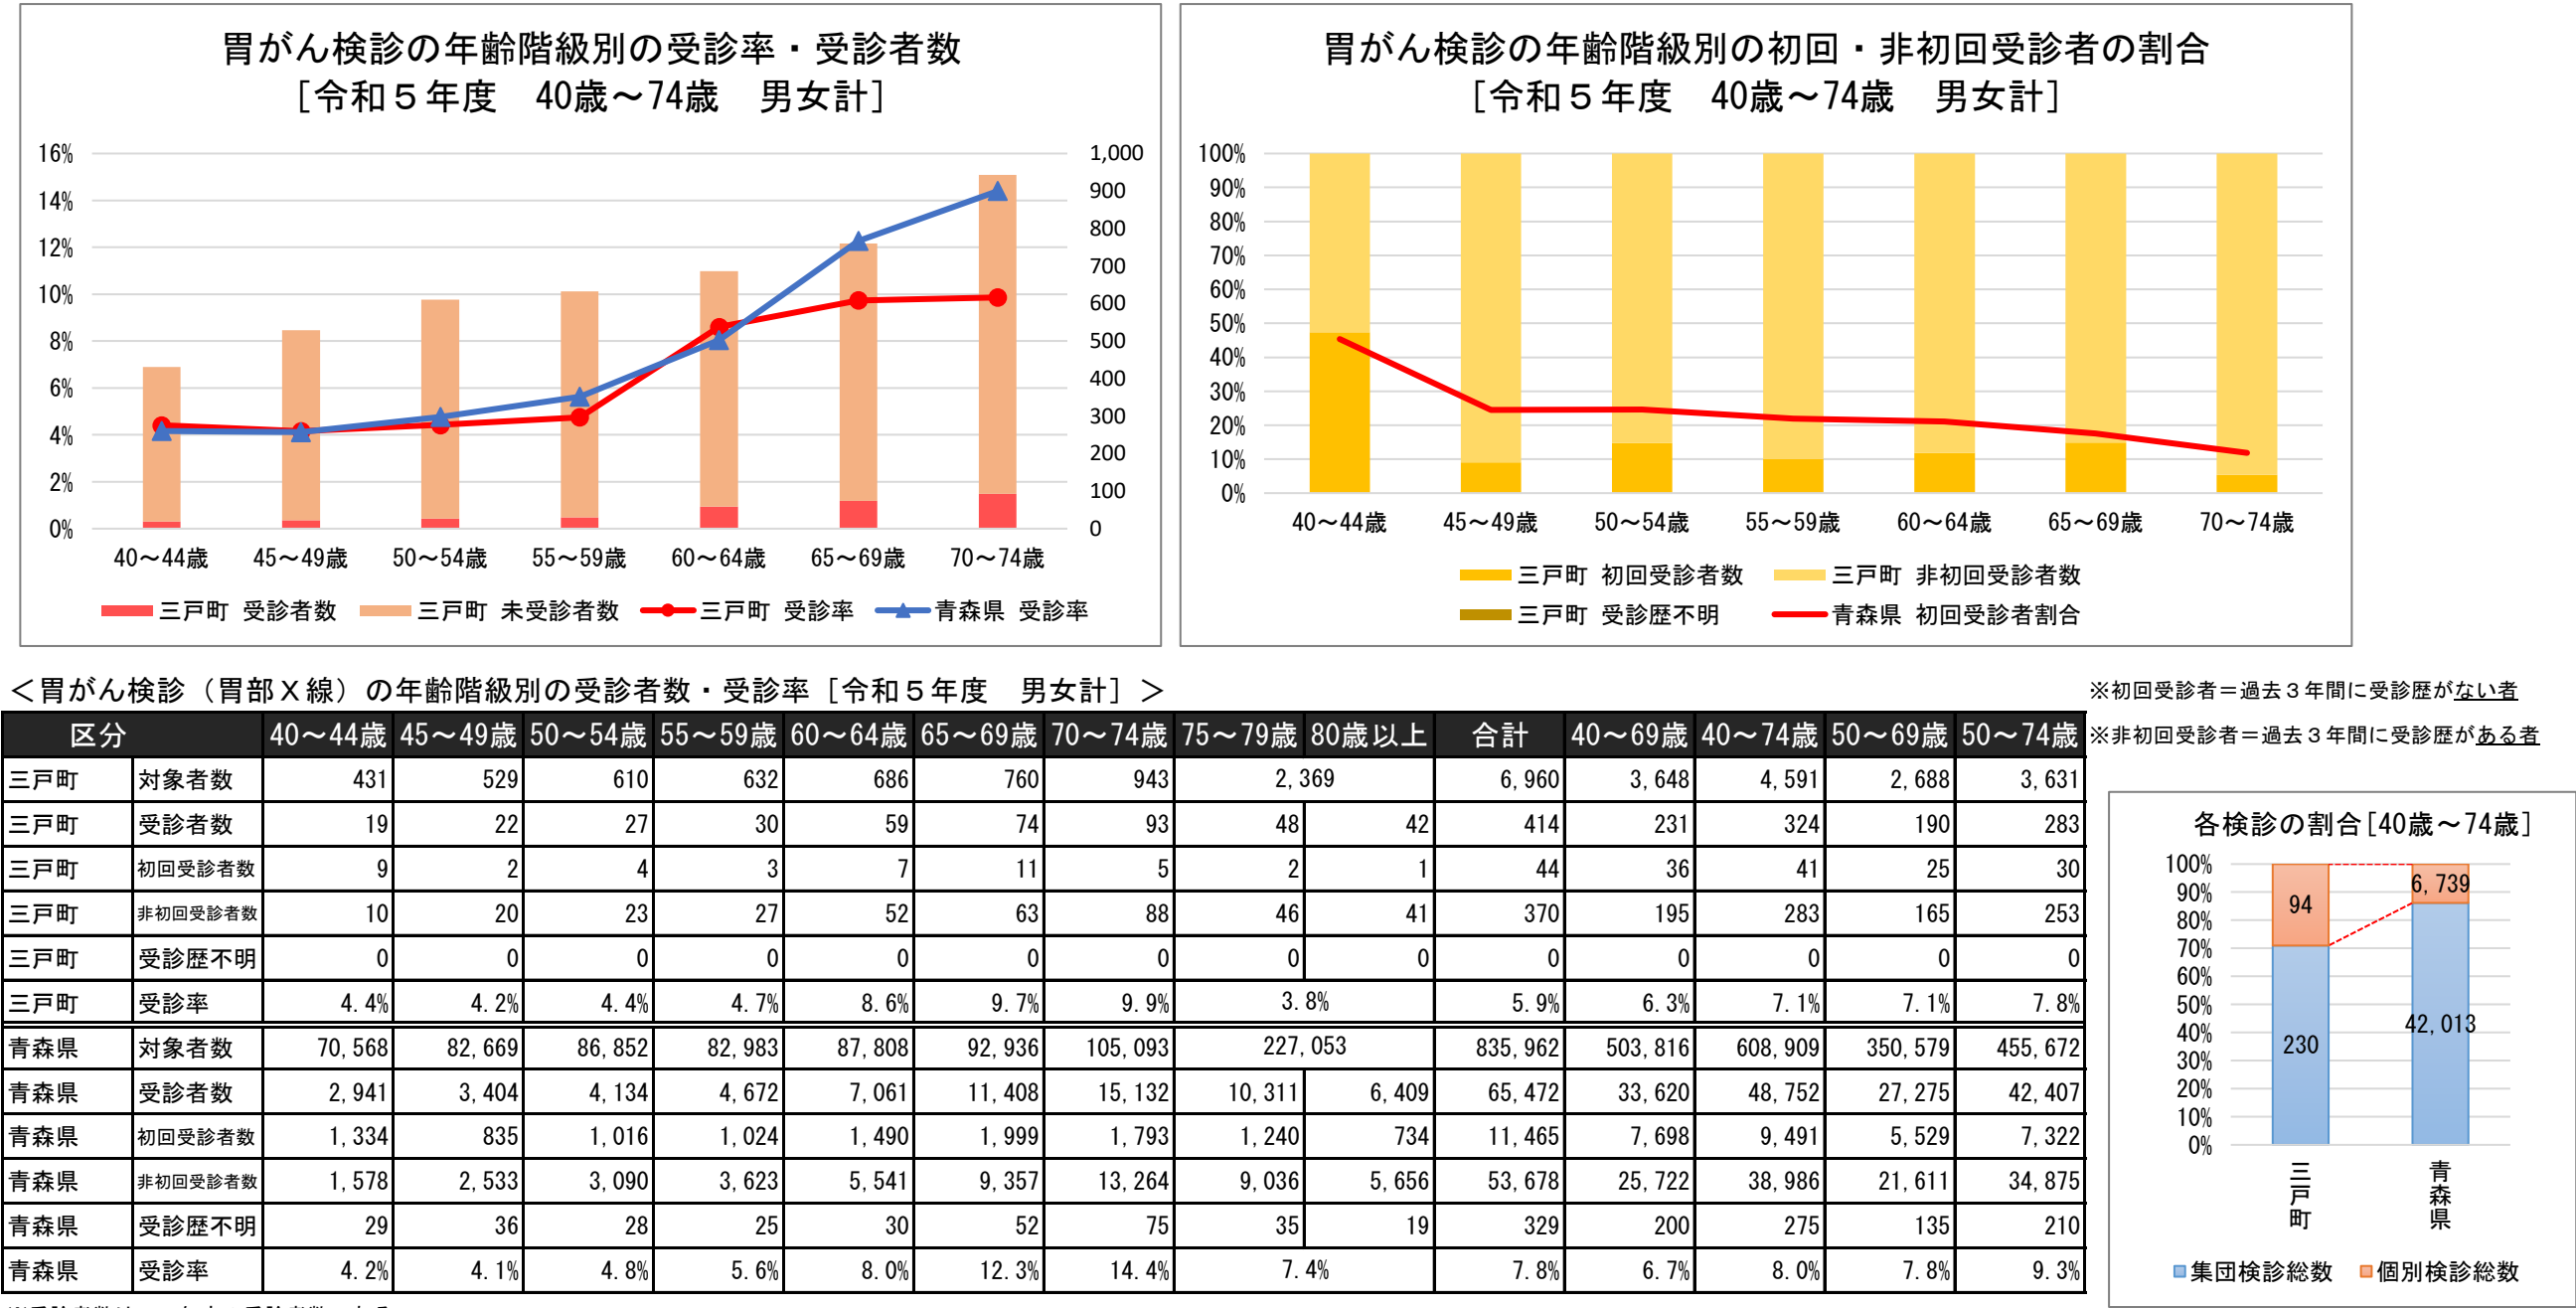 胃がん検診の年齢階級別の受診率・受診者数
[令和５年度　40歳～74歳　男女計]
16%
14%
12%
10%
8%
6%
4%
2%
0%
1,000
900
800
700
600
500
400
300
200
100
0
40～44歳 45～49歳 50～54歳 55～59歳 60～64歳 65～69歳 70～74歳
三戸町 受診者数 三戸町 未受診者数 三戸町 受診率 青森県 受診率
胃がん検診の年齢階級別の初回・非初回受診者の割合
[令和５年度　40歳～74歳　男女計]
100%
90%
80%
70%
60%
50%
40%
30%
20%
10%
0%
40～44歳 45～49歳 50～54歳 55～59歳 60～64歳 65～69歳 70～74歳
三戸町 初回受診者数 三戸町 非初回受診者数
三戸町 受診歴不明 青森県 初回受診者割合
＜胃がん検診（胃部Ｘ線）の年齢階級別の受診者数・受診率［令和５年度　男女計］＞
※初回受診者＝過去３年間に受診歴がない者
※非初回受診者＝過去３年間に受診歴がある者
区分 40～44歳 45～49歳 50～54歳 55～59歳 60～64歳 65～69歳 70～74歳 75～79歳 80歳以上 合計 40～69歳 40～74歳 50～69歳 50～74歳
三戸町 対象者数 431 529 610 632 686 760 943 2,369 6,960 3,648 4,591 2,688 3,631
三戸町 受診者数 19 22 27 30 59 74 93 48 42 414 231 324 190 283
三戸町 初回受診者数 9 2 4 3 7 11 5 2 1 44 36 41 25 30
三戸町 非初回受診者数 10 20 23 27 52 63 88 46 41 370 195 283 165 253
三戸町 受診歴不明 0 0 0 0 0 0 0 0 0 0 0 0 0 0
三戸町 受診率 4.4% 4.2% 4.4% 4.7% 8.6% 9.7% 9.9% 3.8% 5.9% 6.3% 7.1% 7.1% 7.8%
青森県 対象者数 70,568 82,669 86,852 82,983 87,808 92,936 105,093 227,053 835,962 503,816 608,909 350,579 455,672
青森県 受診者数 2,941 3,404 4,134 4,672 7,061 11,408 15,132 10,311 6,409 65,472 33,620 48,752 27,275 42,407
青森県 初回受診者数 1,334 835 1,016 1,024 1,490 1,999 1,793 1,240 734 11,465 7,698 9,491 5,529 7,322
青森県 非初回受診者数 1,578 2,533 3,090 3,623 5,541 9,357 13,264 9,036 5,656 53,678 25,722 38,986 21,611 34,875
青森県 受診歴不明 29 36 28 25 30 52 75 35 19 329 200 275 135 210
青森県 受診率 4.2% 4.1% 4.8% 5.6% 8.0% 12.3% 14.4% 7.4% 7.8% 6.7% 8.0% 7.8% 9.3%
各検診の割合[40歳～74歳]
100%
90%
80%
70%
60%
50%
40%
30%
20%
10%
0%
94
6,739
230
42,013
三戸町
青森県
集団検診総数 個別検診総数